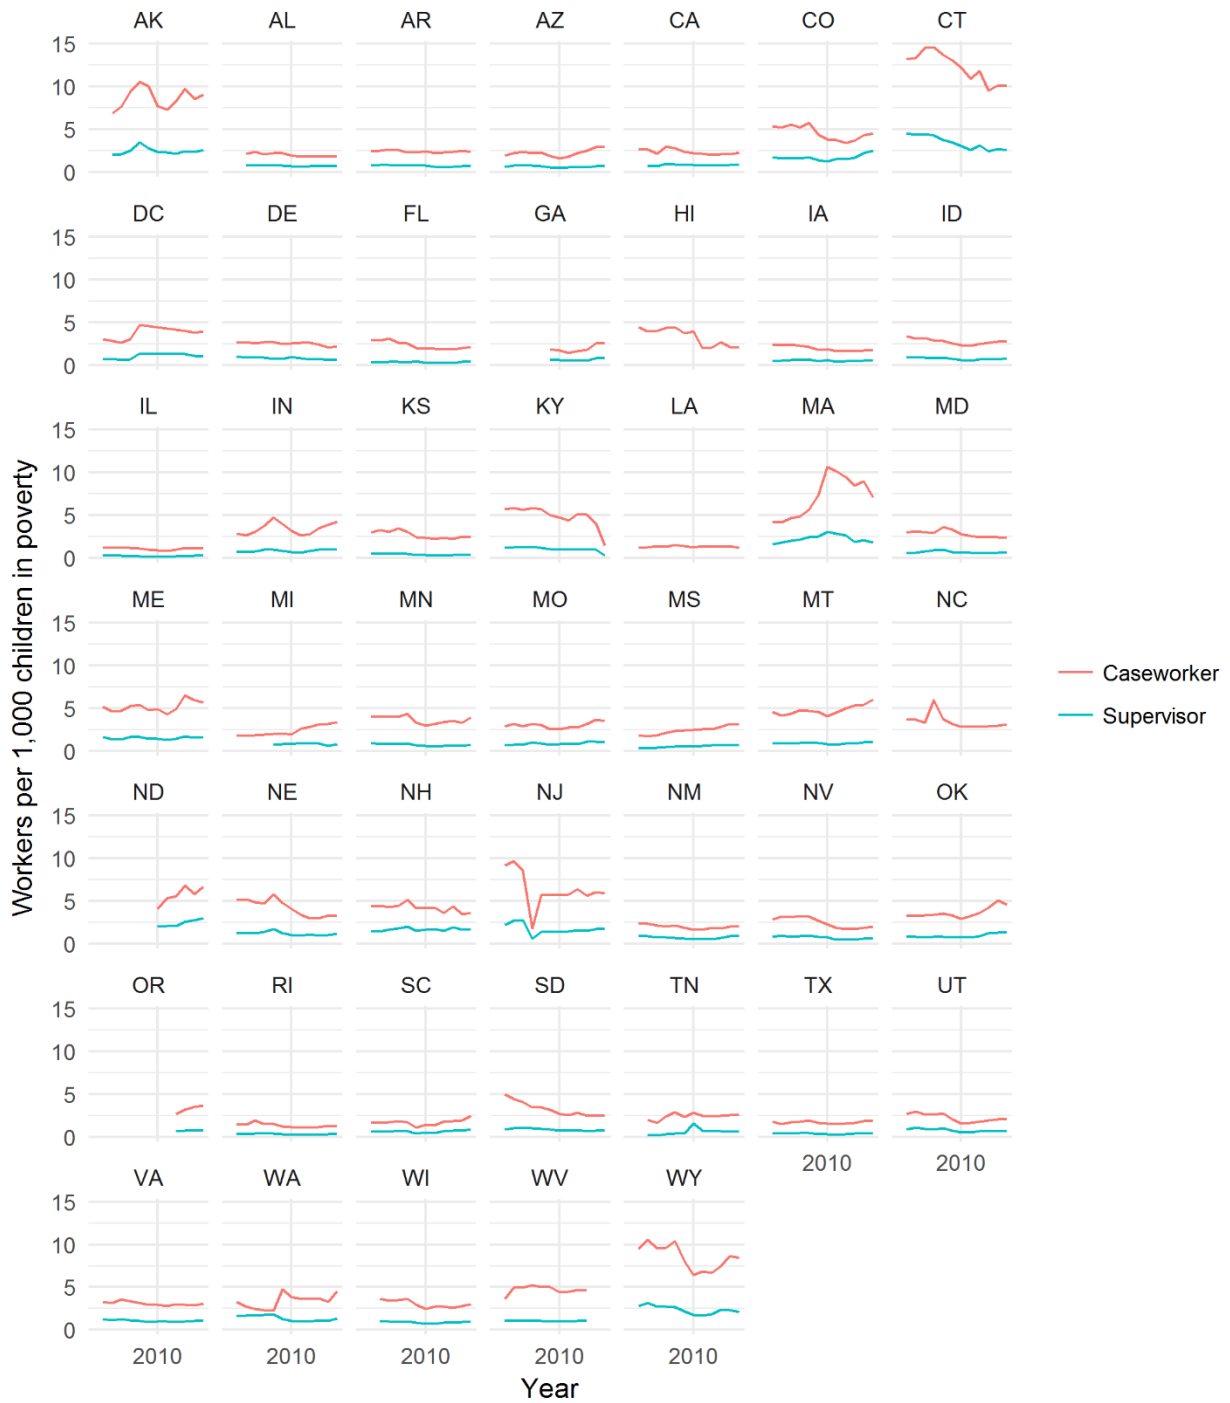 AK AL AR AZ CA CO CT
15
10
5
0
DC DE FL GA HI IA ID
15
10
5
0
IL IN KS KY LA MA MD
15
10
5
0
ME MI MN MO MS MT NC
15
10
5
0
ND NE NH NJ NM NV OK
15
10
5
0
OR RI SC SD TN TX UT
15
10
5
0
2010 2010
VA WA WI WV WY
15
10
5
0
2010 2010 2010 2010 2010
Year
Workers per 1,000 children in poverty
Caseworker
Supervisor